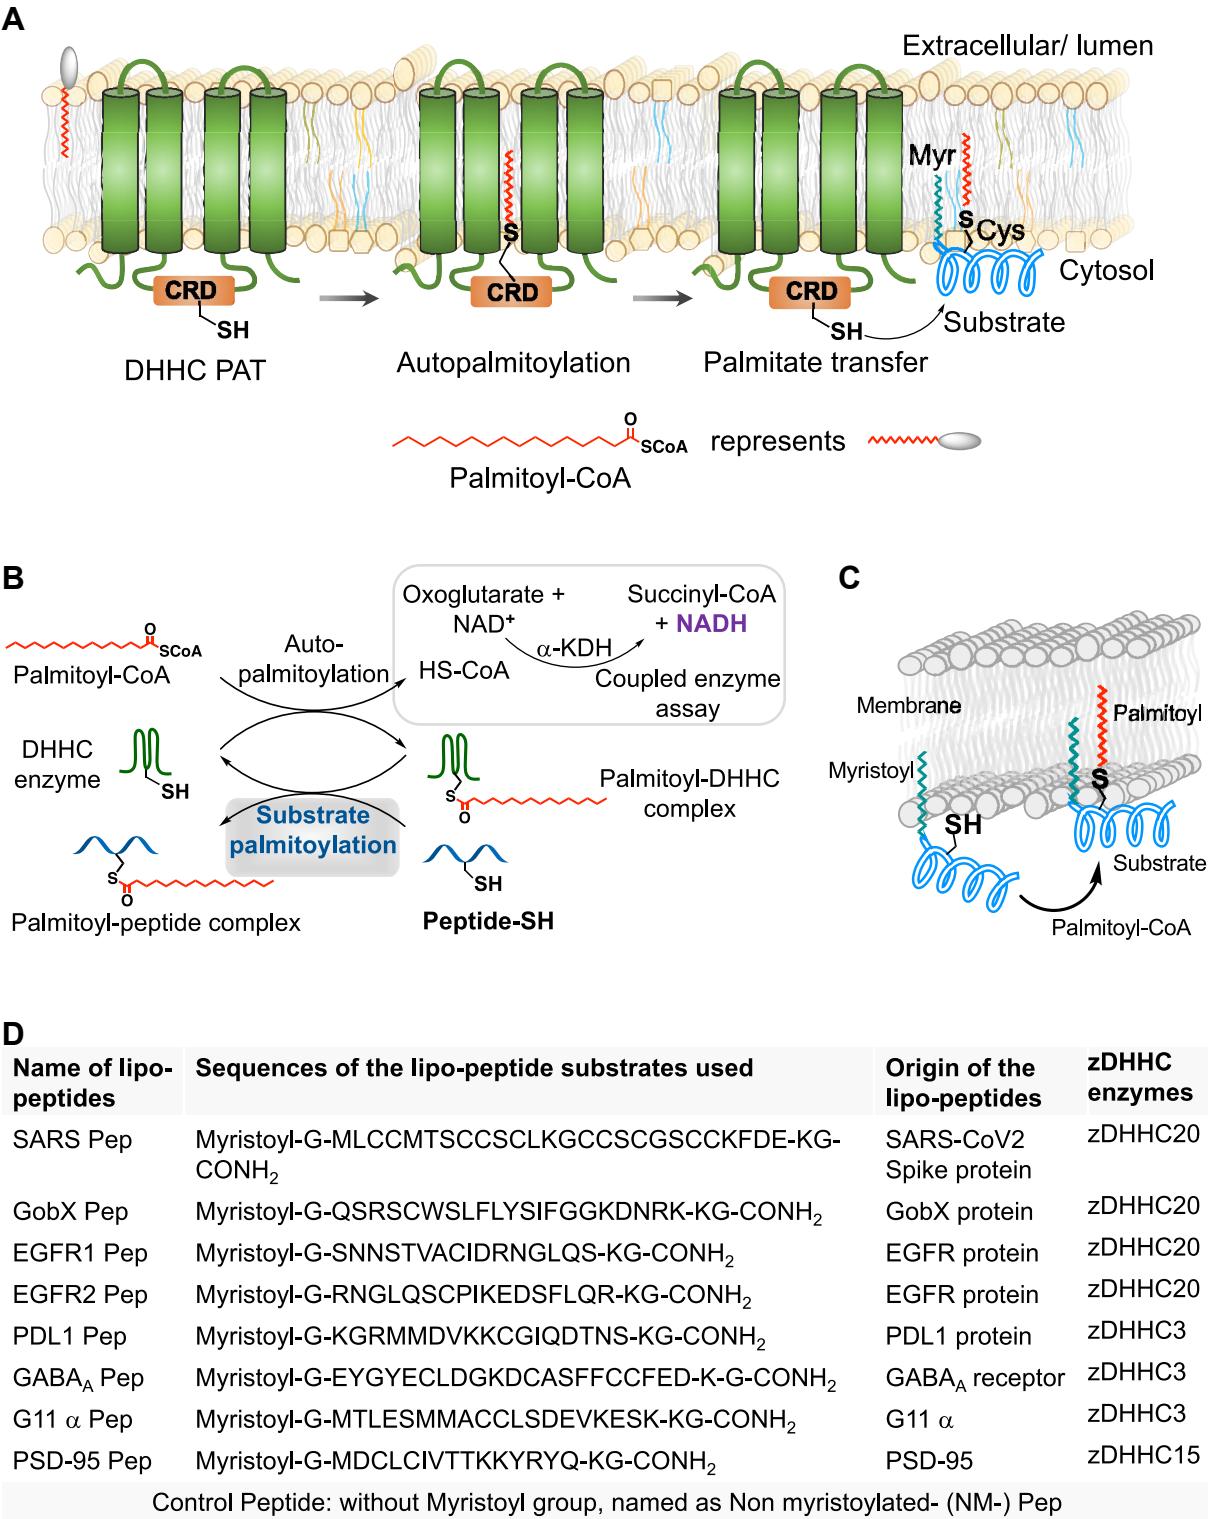 A
Extracellular/ lumen
Myr
S
S
Cys
Cytosol
CRD
CRD
CRD
SH
SH
Substrate
DHHC PAT
Autopalmitoylation
Palmitate transfer
O
SCoA
represents
Palmitoyl-CoA
B
O
SCoA
Palmitoyl-CoA
Auto-
palmitoylation
Oxoglutarate +
NAD⁺
HS-CoA
α-KDH
Succinyl-CoA
+ NADH
Coupled enzyme
assay
DHHC
enzyme
SH
S
O
Palmitoyl-DHHC
complex
Substrate
palmitoylation
S
O
SH
Palmitoyl-peptide complex
Peptide-SH
C
Membrane
Palmitoyl
Myristoyl
S
SH
Substrate
Palmitoyl-CoA
D
Name of lipo-
peptides
Sequences of the lipo-peptide substrates used
Origin of the
lipo-peptides
zDHHC
enzymes
SARS Pep
Myristoyl-G-MLCCMTSCCSCLKGCCSCGSCCKFDE-KG-
CONH₂
SARS-CoV2
Spike protein
zDHHC20
GobX Pep
Myristoyl-G-QSRSCWSLFLYSIFGGKDNRK-KG-CONH₂
GobX protein
zDHHC20
EGFR1 Pep
Myristoyl-G-SNNSTVACIDRNGLQS-KG-CONH₂
EGFR protein
zDHHC20
EGFR2 Pep
Myristoyl-G-RNGLQSCPIKEDSFLQR-KG-CONH₂
EGFR protein
zDHHC20
PDL1 Pep
Myristoyl-G-KGRMMDVKKCGIQDTNS-KG-CONH₂
PDL1 protein
zDHHC3
GABA_A Pep
Myristoyl-G-EYGYECLDGKDCASFFCCFED-K-G-CONH₂
GABA_A receptor
zDHHC3
G11 α Pep
Myristoyl-G-MTLESMMACCLSDEVKESK-KG-CONH₂
G11 α
zDHHC3
PSD-95 Pep
Myristoyl-G-MDCLCIVTTKKYRYQ-KG-CONH₂
PSD-95
zDHHC15
Control Peptide: without Myristoyl group, named as Non myristoylated- (NM-) Pep